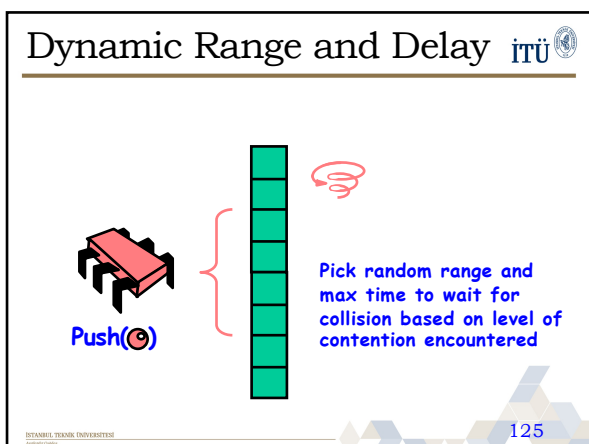 Dynamic Range and Delay
İTÜ
Pick random range and
max time to wait for
collision based on level of
contention encountered
Push( )
İSTANBUL TEKNİK ÜNİVERSİTESİ
125